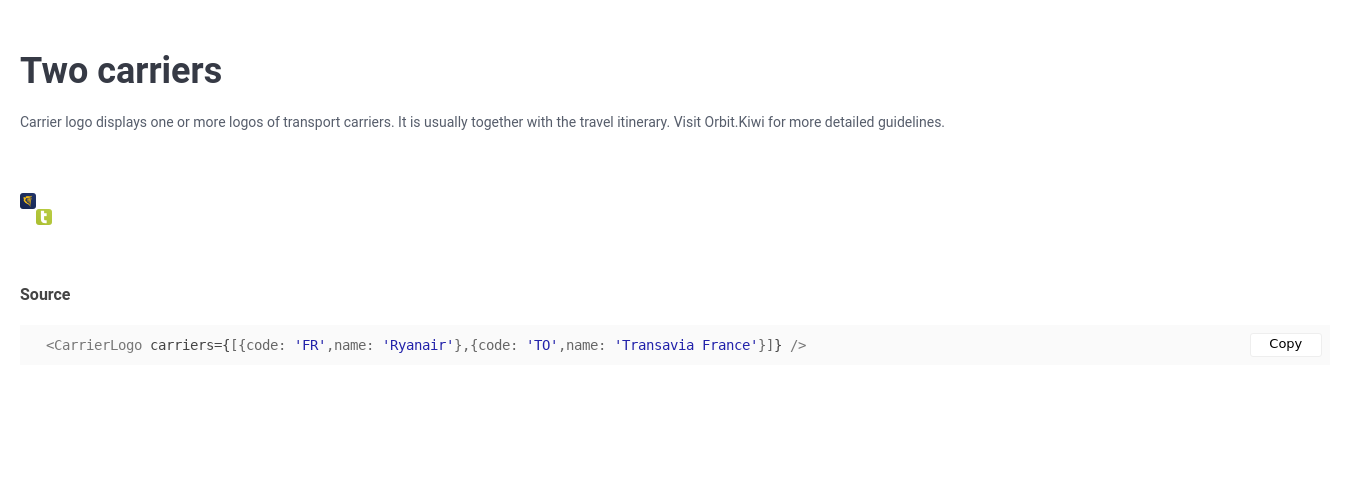 Two carriers
Carrier logo displays one or more logos of transport carriers. It is usually together with the travel itinerary. Visit Orbit.Kiwi for more detailed guidelines.
t
Source
<CarrierLogo carriers={[{code: 'FR',name: 'Ryanair'},{code: 'TO',name: 'Transavia France'}]} />
Copy